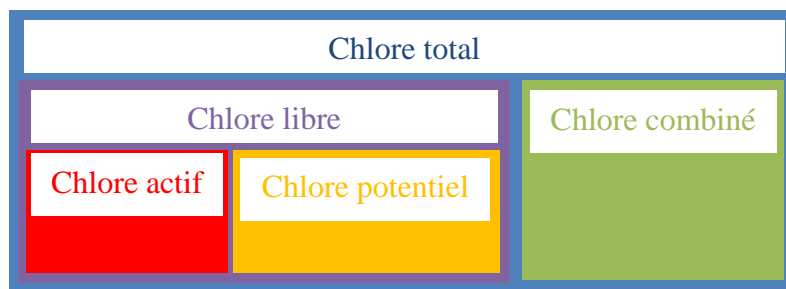 Chlore total
Chlore libre
Chlore combiné
Chlore actif
Chlore potentiel